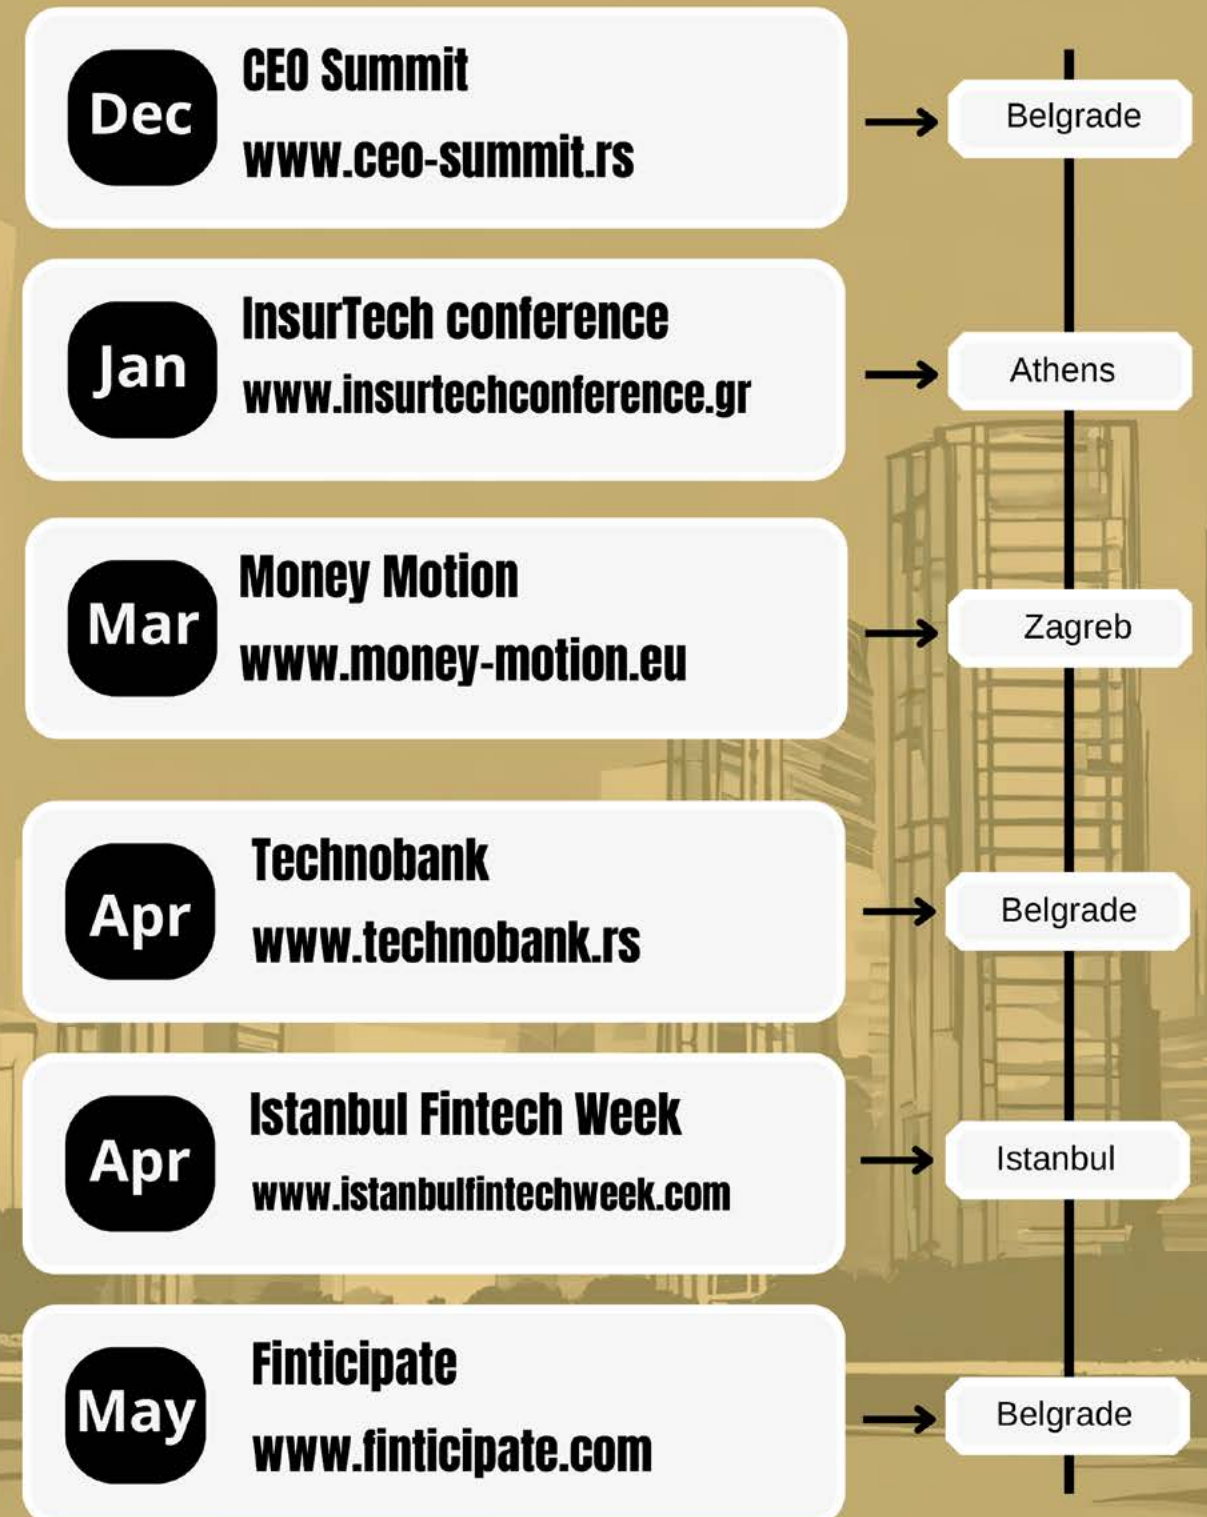 Dec
CEO Summit
www.ceo-summit.rs
Belgrade
Jan
InsurTech conference
www.insurtechconference.gr
Athens
Mar
Money Motion
www.money-motion.eu
Zagreb
Apr
Technobank
www.technobank.rs
Belgrade
Apr
Istanbul Fintech Week
www.istanbulfintechweek.com
Istanbul
May
Finticipate
www.finticipate.com
Belgrade